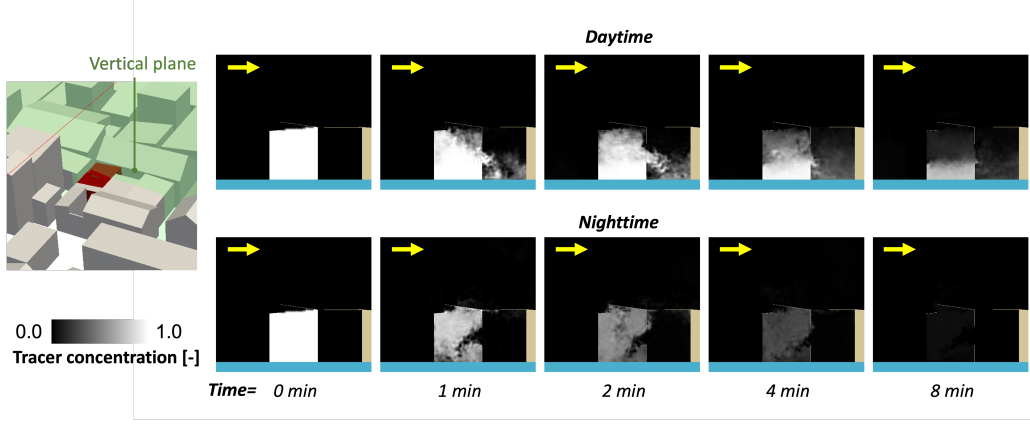 Daytime
Vertical plane
Nighttime
0.0 1.0
Tracer concentration [-]
Time= 0 min 1 min 2 min 4 min 8 min